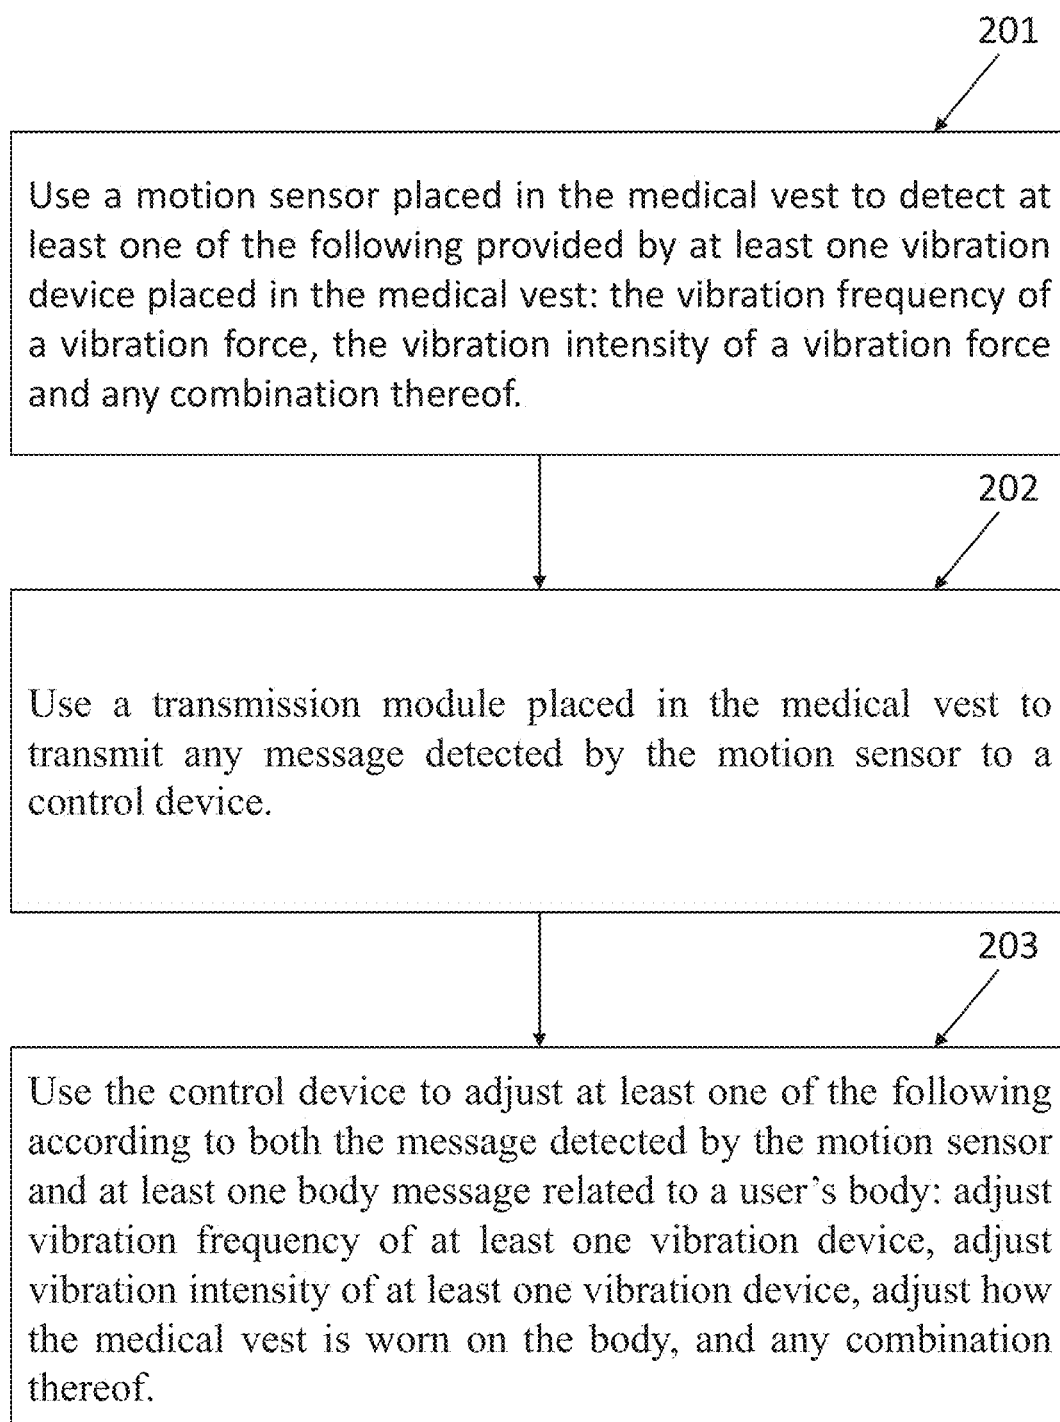 201
Use a motion sensor placed in the medical vest to detect at
least one of the following provided by at least one vibration
device placed in the medical vest: the vibration frequency of
a vibration force, the vibration intensity of a vibration force
and any combination thereof.
202
Use a transmission module placed in the medical vest to
transmit any message detected by the motion sensor to a
control device.
203
Use the control device to adjust at least one of the following
according to both the message detected by the motion sensor
and at least one body message related to a user's body: adjust
vibration frequency of at least one vibration device, adjust
vibration intensity of at least one vibration device, adjust how
the medical vest is worn on the body, and any combination
thereof.